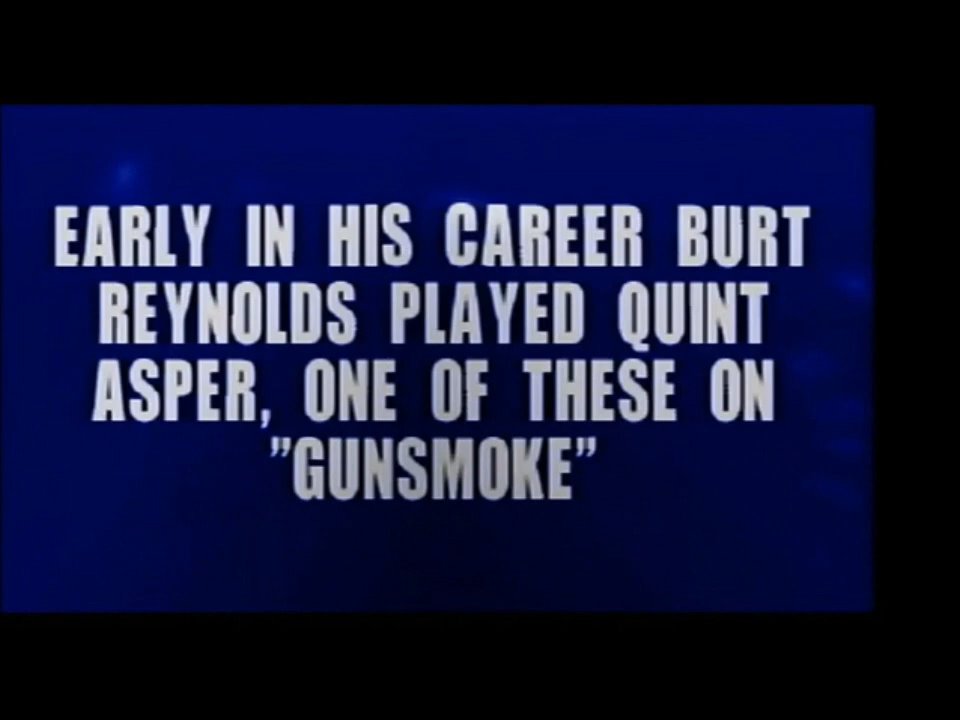 EARLY IN HIS CAREER BURT
REYNOLDS PLAYED QUINT
ASPER, ONE OF THESE ON
"GUNSMOKE"